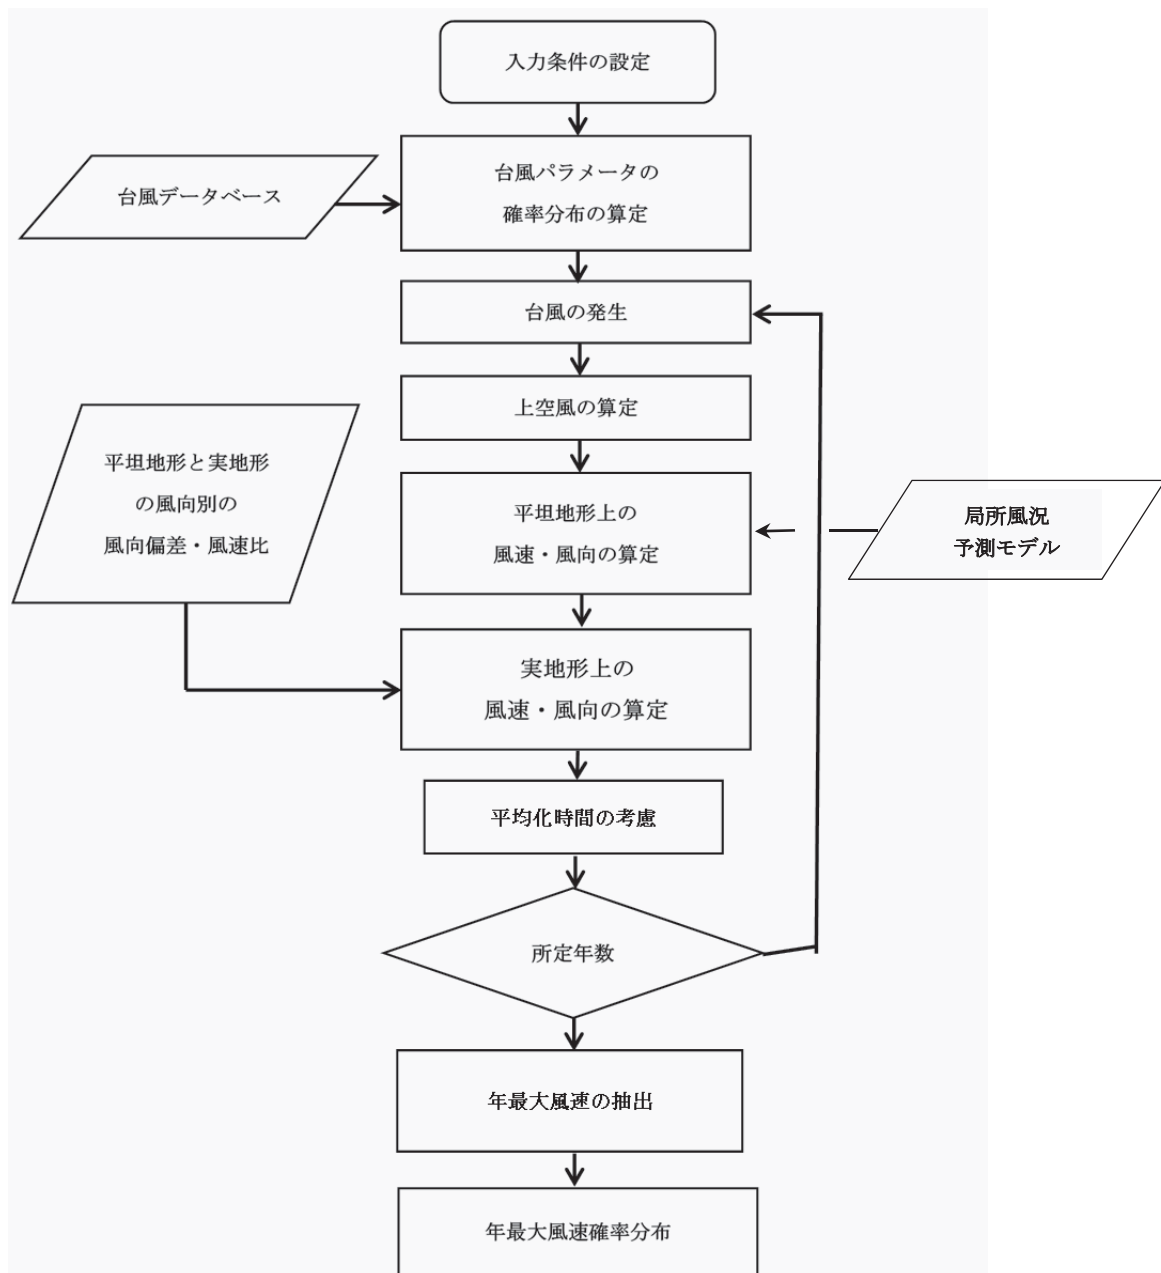 入力条件の設定
台風データベース
台風パラメータの
確率分布の算定
台風の発生
上空風の算定
平坦地形と実地形
の風向別の
風向偏差・風速比
平坦地形上の
風速・風向の算定
局所風況
予測モデル
実地形上の
風速・風向の算定
平均化時間の考慮
所定年数
年最大風速の抽出
年最大風速確率分布